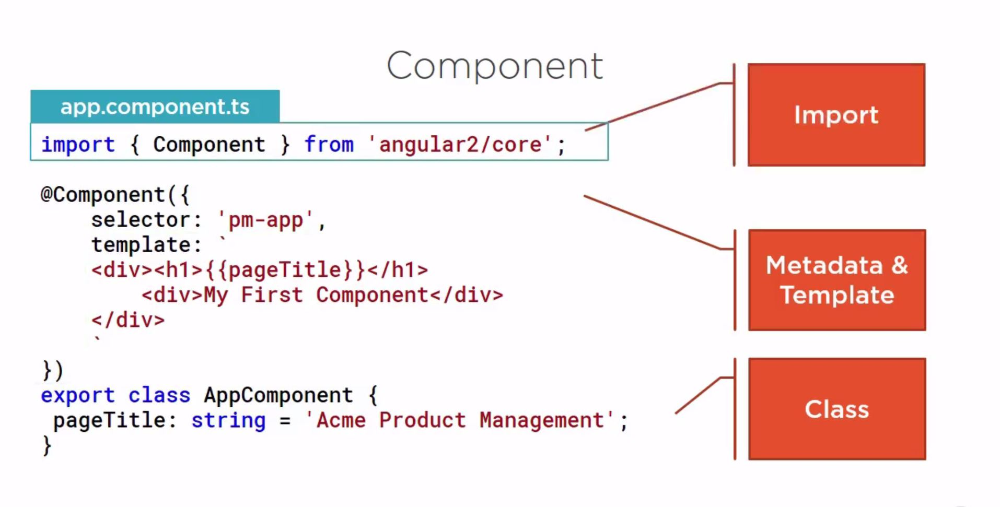 Component
app.component.ts
import { Component } from 'angular2/core';
@Component({
    selector: 'pm-app',
    template: `
    <div><h1>{{pageTitle}}</h1>
        <div>My First Component</div>
    </div>
    `
})
export class AppComponent {
 pageTitle: string = 'Acme Product Management';
}
Import
Metadata &
Template
Class